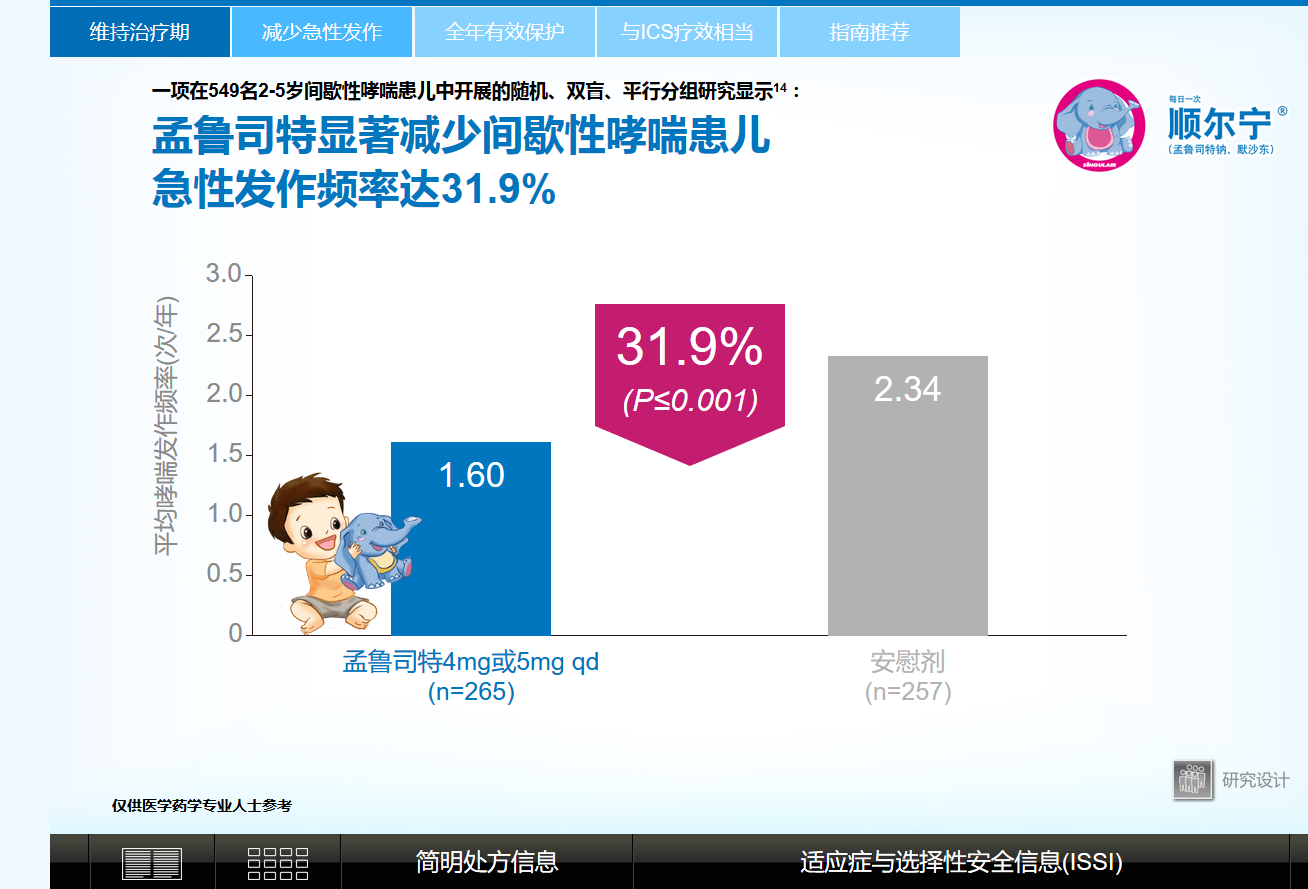 维持治疗期
减少急性发作
全年有效保护
与ICS疗效相当
指南推荐
一项在549名2-5岁间歇性哮喘患儿中开展的随机、双盲、平行分组研究显示¹⁴：
孟鲁司特显著减少间歇性哮喘患儿
急性发作频率达31.9%
SINGULAIR
每日一次
顺尔宁®
(孟鲁司特钠，默沙东)
平均哮喘发作频率(次/年)
3.0
2.5
2.0
1.5
1.0
0.5
0
31.9%
(P≤0.001)
1.60
2.34
孟鲁司特4mg或5mg qd
(n=265)
安慰剂
(n=257)
研究设计
仅供医学药学专业人士参考
简明处方信息
适应症与选择性安全信息(ISSI)